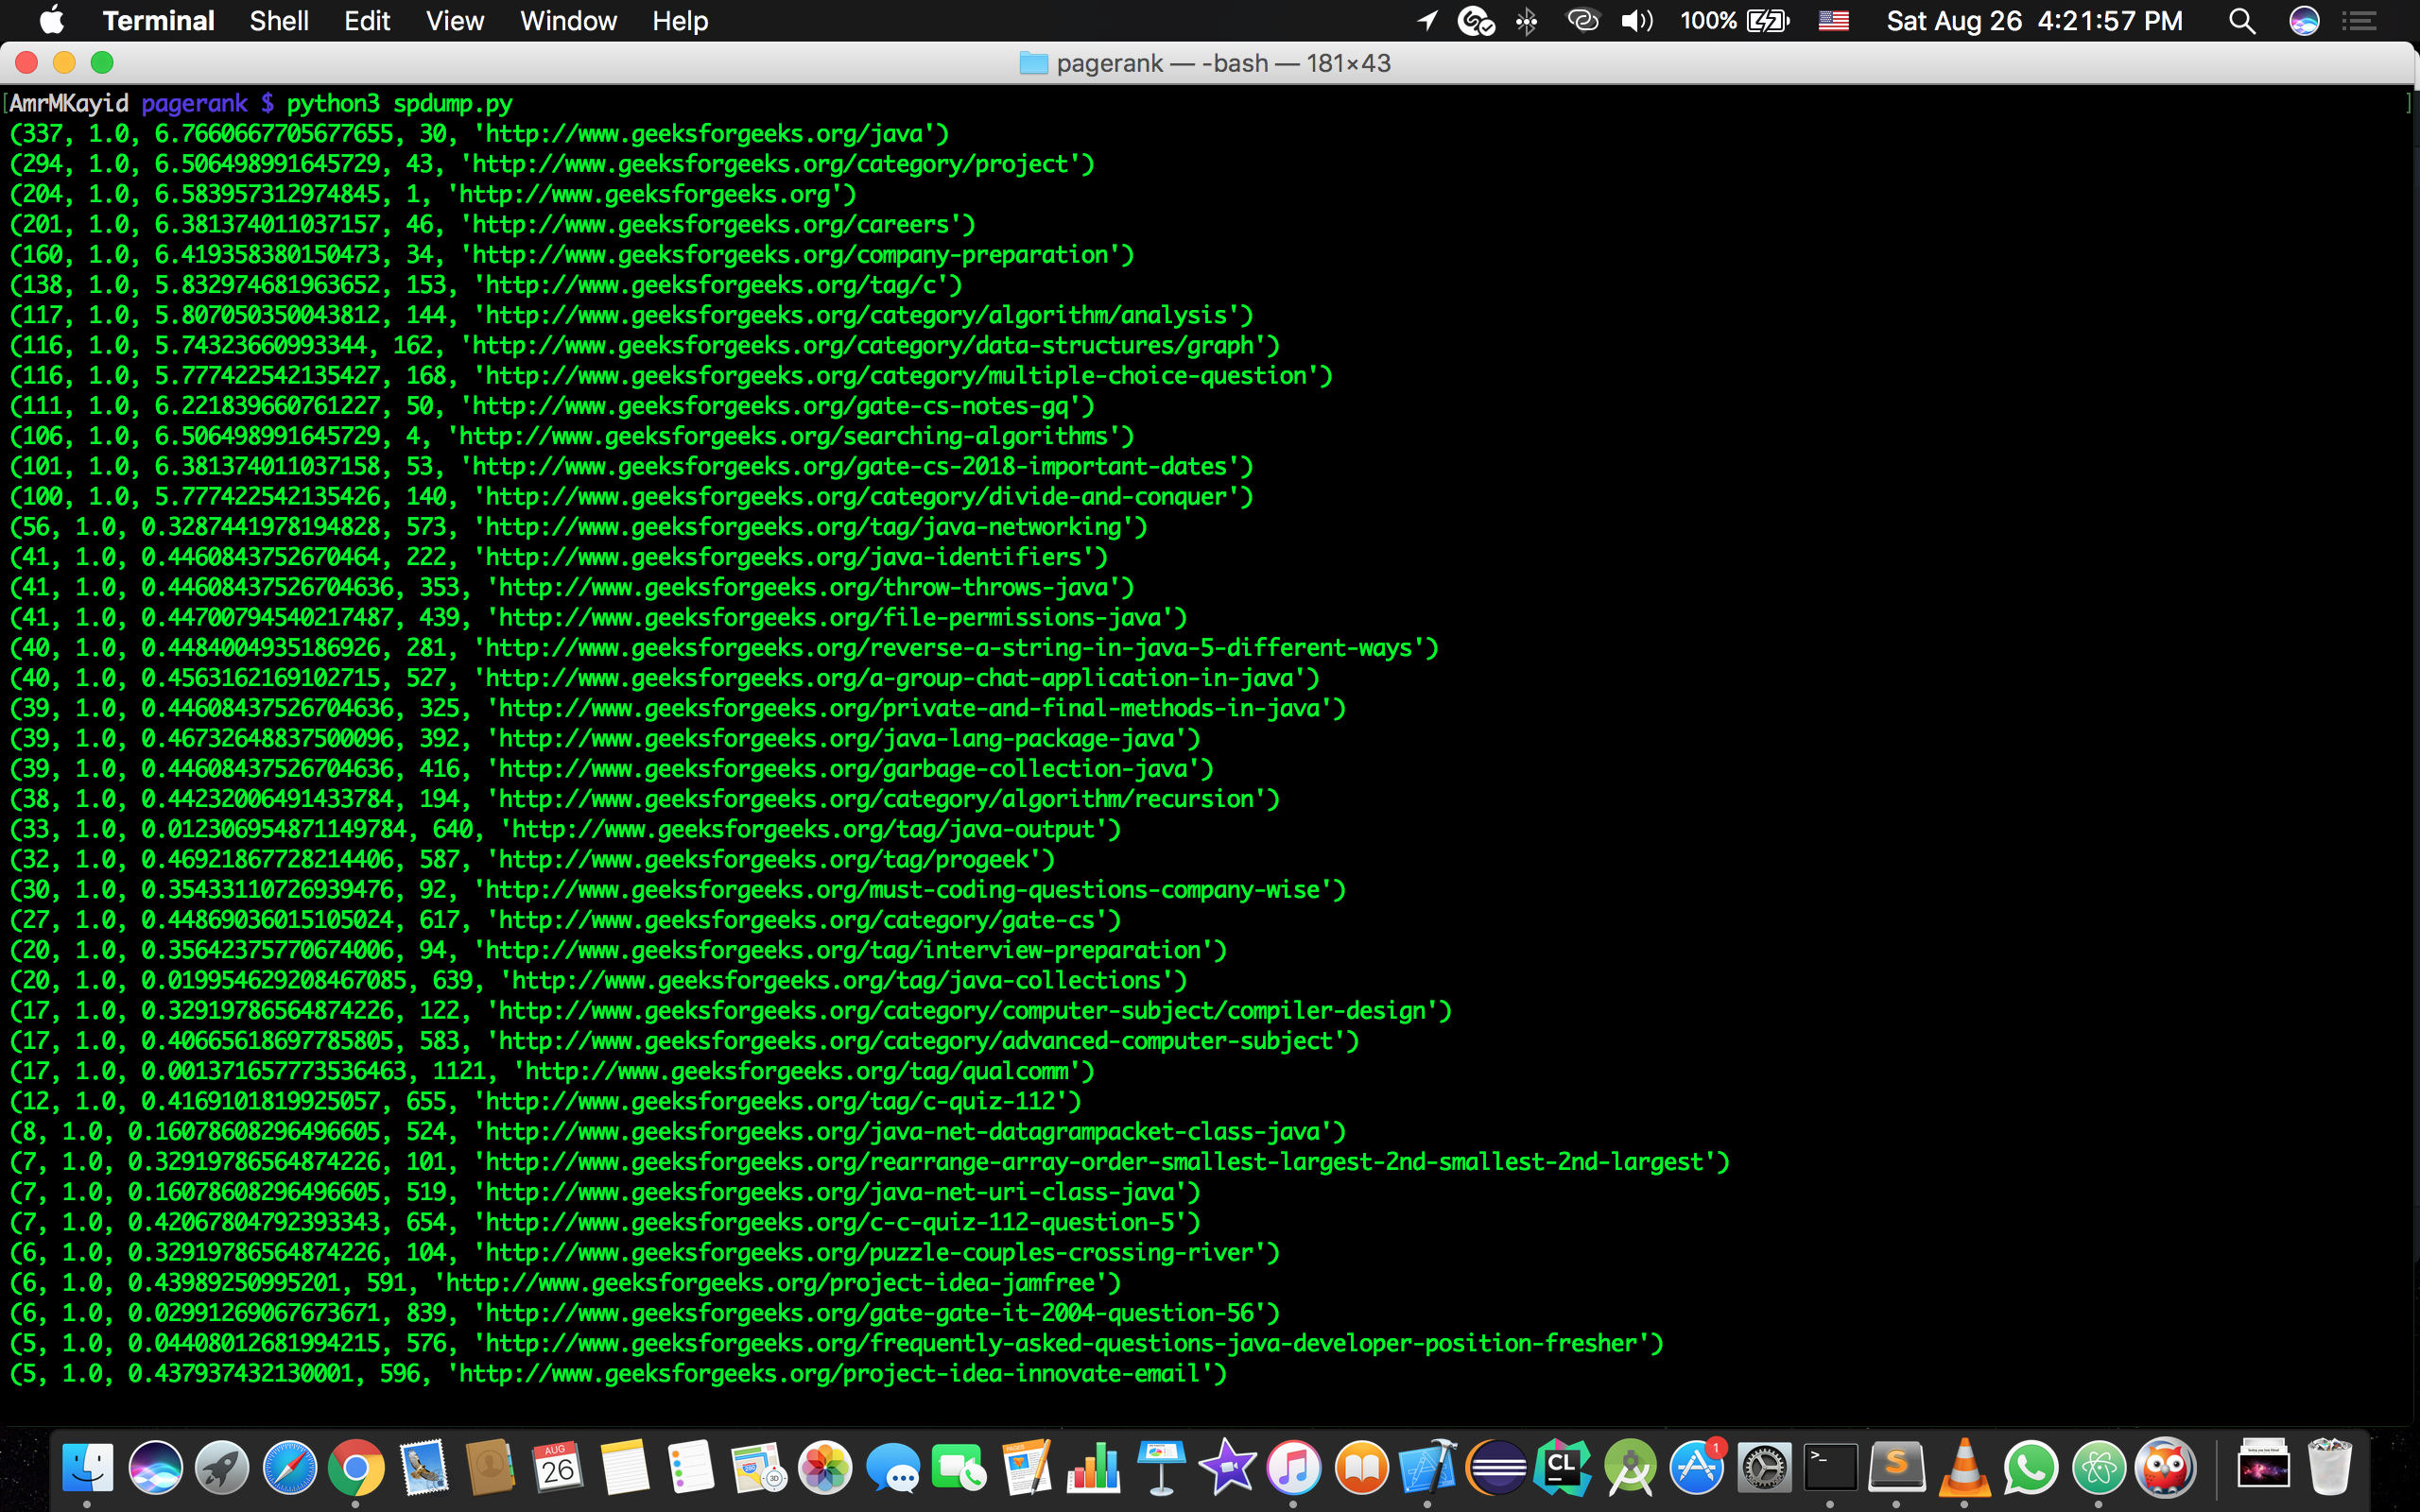 Terminal Shell Edit View Window Help 100% Sat Aug 26 4:21:57 PM
pagerank — -bash — 181×43
[AmrMKayid pagerank $ python3 spdump.py ]
(337, 1.0, 6.7660667705677655, 30, 'http://www.geeksforgeeks.org/java')
(294, 1.0, 6.506498991645729, 43, 'http://www.geeksforgeeks.org/category/project')
(204, 1.0, 6.583957312974845, 1, 'http://www.geeksforgeeks.org')
(201, 1.0, 6.381374011037157, 46, 'http://www.geeksforgeeks.org/careers')
(160, 1.0, 6.419358380150473, 34, 'http://www.geeksforgeeks.org/company-preparation')
(138, 1.0, 5.832974681963652, 153, 'http://www.geeksforgeeks.org/tag/c')
(117, 1.0, 5.807050350043812, 144, 'http://www.geeksforgeeks.org/category/algorithm/analysis')
(116, 1.0, 5.74323660993344, 162, 'http://www.geeksforgeeks.org/category/data-structures/graph')
(116, 1.0, 5.777422542135427, 168, 'http://www.geeksforgeeks.org/category/multiple-choice-question')
(111, 1.0, 6.221839660761227, 50, 'http://www.geeksforgeeks.org/gate-cs-notes-gq')
(106, 1.0, 6.506498991645729, 4, 'http://www.geeksforgeeks.org/searching-algorithms')
(101, 1.0, 6.381374011037158, 53, 'http://www.geeksforgeeks.org/gate-cs-2018-important-dates')
(100, 1.0, 5.777422542135426, 140, 'http://www.geeksforgeeks.org/category/divide-and-conquer')
(56, 1.0, 0.3287441978194828, 573, 'http://www.geeksforgeeks.org/tag/java-networking')
(41, 1.0, 0.4460843752670464, 222, 'http://www.geeksforgeeks.org/java-identifiers')
(41, 1.0, 0.44608437526704636, 353, 'http://www.geeksforgeeks.org/throw-throws-java')
(41, 1.0, 0.44700794540217487, 439, 'http://www.geeksforgeeks.org/file-permissions-java')
(40, 1.0, 0.4484004935186926, 281, 'http://www.geeksforgeeks.org/reverse-a-string-in-java-5-different-ways')
(40, 1.0, 0.4563162169102715, 527, 'http://www.geeksforgeeks.org/a-group-chat-application-in-java')
(39, 1.0, 0.44608437526704636, 325, 'http://www.geeksforgeeks.org/private-and-final-methods-in-java')
(39, 1.0, 0.46732648837500096, 392, 'http://www.geeksforgeeks.org/java-lang-package-java')
(39, 1.0, 0.44608437526704636, 416, 'http://www.geeksforgeeks.org/garbage-collection-java')
(38, 1.0, 0.44232006491433784, 194, 'http://www.geeksforgeeks.org/category/algorithm/recursion')
(33, 1.0, 0.012306954871149784, 640, 'http://www.geeksforgeeks.org/tag/java-output')
(32, 1.0, 0.469218677282144​06, 587, 'http://www.geeksforgeeks.org/tag/progeek')
(30, 1.0, 0.35433110726939476, 92, 'http://www.geeksforgeeks.org/must-coding-questions-company-wise')
(27, 1.0, 0.44869036015105024, 617, 'http://www.geeksforgeeks.org/category/gate-cs')
(20, 1.0, 0.35642375770674006, 94, 'http://www.geeksforgeeks.org/tag/interview-preparation')
(20, 1.0, 0.019954629208467085, 639, 'http://www.geeksforgeeks.org/tag/java-collections')
(17, 1.0, 0.32919786564874226, 122, 'http://www.geeksforgeeks.org/category/computer-subject/compiler-design')
(17, 1.0, 0.40665618697785805, 583, 'http://www.geeksforgeeks.org/category/advanced-computer-subject')
(17, 1.0, 0.001371657773536463, 1121, 'http://www.geeksforgeeks.org/tag/qualcomm')
(12, 1.0, 0.4169101819925057, 655, 'http://www.geeksforgeeks.org/tag/c-quiz-112')
(8, 1.0, 0.16078608296496605, 524, 'http://www.geeksforgeeks.org/java-net-datagrampacket-class-java')
(7, 1.0, 0.32919786564874226, 101, 'http://www.geeksforgeeks.org/rearrange-array-order-smallest-largest-2nd-smallest-2nd-largest')
(7, 1.0, 0.16078608296496605, 519, 'http://www.geeksforgeeks.org/java-net-uri-class-java')
(7, 1.0, 0.42067804792393343, 654, 'http://www.geeksforgeeks.org/c-c-quiz-112-question-5')
(6, 1.0, 0.32919786564874226, 104, 'http://www.geeksforgeeks.org/puzzle-couples-crossing-river')
(6, 1.0, 0.43989250995201, 591, 'http://www.geeksforgeeks.org/project-idea-jamfree')
(6, 1.0, 0.02991269067673671, 839, 'http://www.geeksforgeeks.org/gate-gate-it-2004-question-56')
(5, 1.0, 0.044080126819942​15, 576, 'http://www.geeksforgeeks.org/frequently-asked-questions-java-developer-position-fresher')
(5, 1.0, 0.437937432130001, 596, 'http://www.geeksforgeeks.org/project-idea-innovate-email')
AUG
26
PAGES
3D
CL
1
>_
S